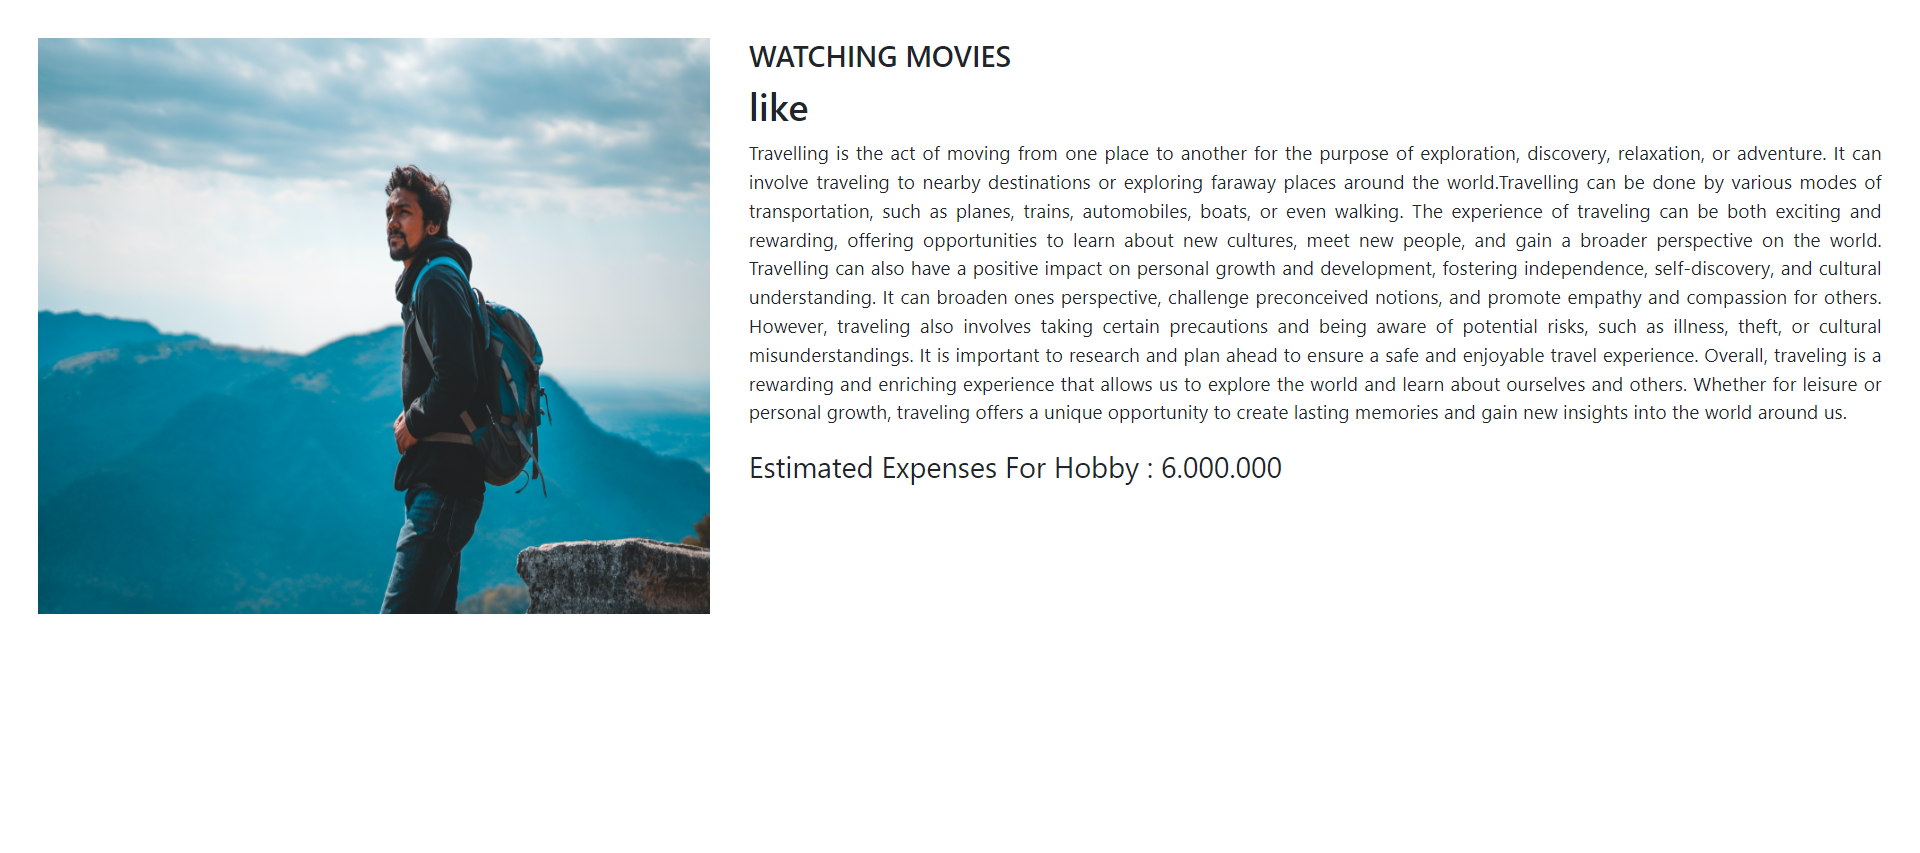 WATCHING MOVIES
like
Travelling is the act of moving from one place to another for the purpose of exploration, discovery, relaxation, or adventure. It can
involve traveling to nearby destinations or exploring faraway places around the world.Travelling can be done by various modes of
transportation, such as planes, trains, automobiles, boats, or even walking. The experience of traveling can be both exciting and
rewarding, offering opportunities to learn about new cultures, meet new people, and gain a broader perspective on the world.
Travelling can also have a positive impact on personal growth and development, fostering independence, self-discovery, and cultural
understanding. It can broaden ones perspective, challenge preconceived notions, and promote empathy and compassion for others.
However, traveling also involves taking certain precautions and being aware of potential risks, such as illness, theft, or cultural
misunderstandings. It is important to research and plan ahead to ensure a safe and enjoyable travel experience. Overall, traveling is a
rewarding and enriching experience that allows us to explore the world and learn about ourselves and others. Whether for leisure or
personal growth, traveling offers a unique opportunity to create lasting memories and gain new insights into the world around us.
Estimated Expenses For Hobby : 6.000.000